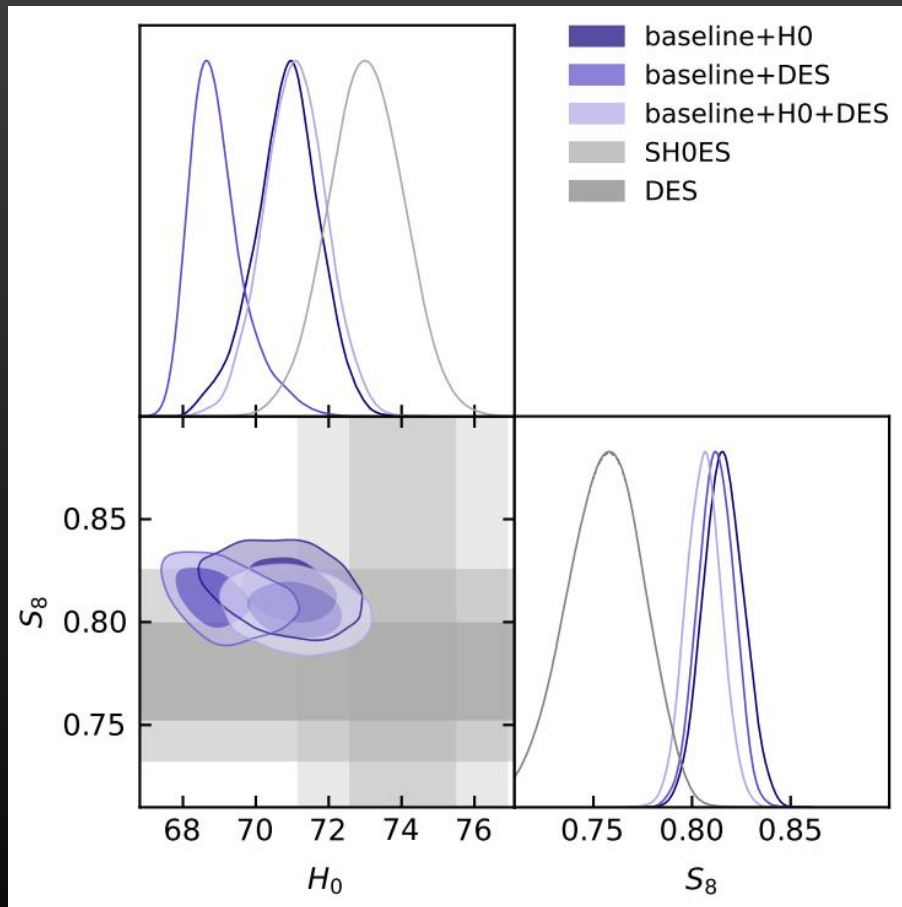 baseline+H0
baseline+DES
baseline+H0+DES
SH0ES
DES
0.85
0.80
0.75
S₈
68 70 72 74 76
H₀
0.75 0.80 0.85
S₈